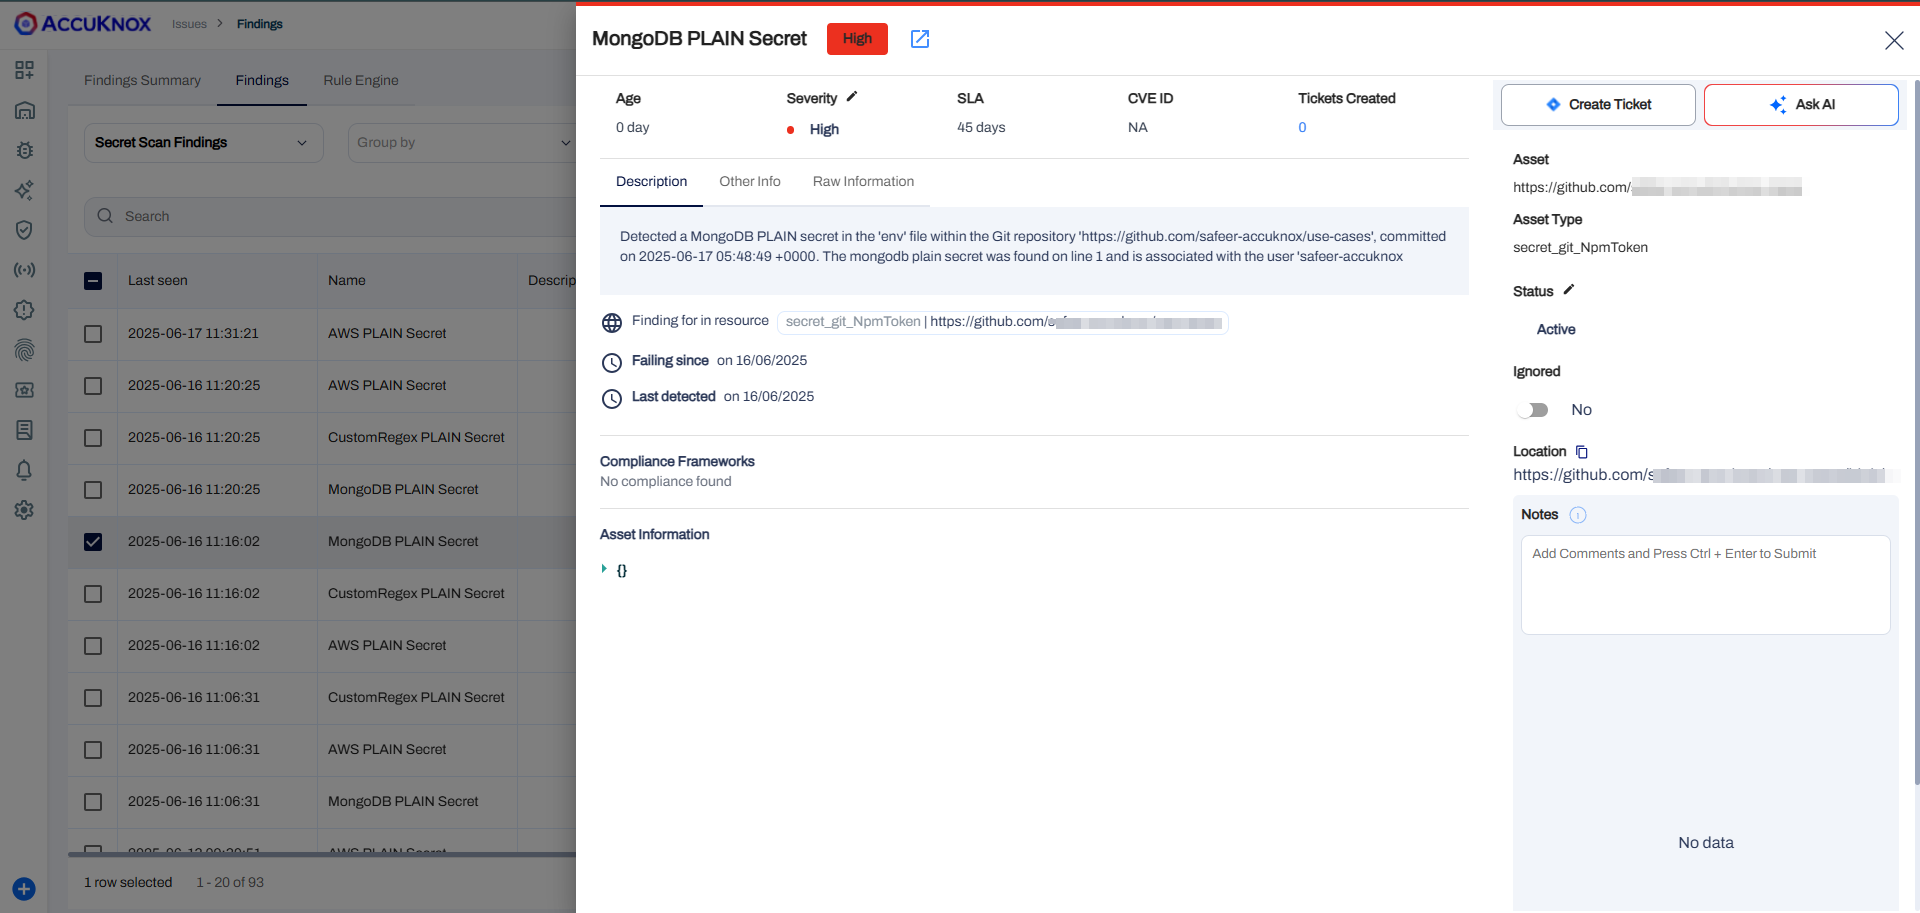 ACCUKNOX
Issues > Findings
Findings Summary
Findings
Rule Engine
Secret Scan Findings
Group by
Search
Last seen
Name
Descrip
2025-06-17 11:31:21
AWS PLAIN Secret
2025-06-16 11:20:25
AWS PLAIN Secret
2025-06-16 11:20:25
CustomRegex PLAIN Secret
2025-06-16 11:20:25
MongoDB PLAIN Secret
2025-06-16 11:16:02
MongoDB PLAIN Secret
2025-06-16 11:16:02
CustomRegex PLAIN Secret
2025-06-16 11:16:02
AWS PLAIN Secret
2025-06-16 11:06:31
CustomRegex PLAIN Secret
2025-06-16 11:06:31
AWS PLAIN Secret
2025-06-16 11:06:31
MongoDB PLAIN Secret
AWS PLAIN Secret
1 row selected
1 - 20 of 93
MongoDB PLAIN Secret
High
Age
0 day
Severity
High
SLA
45 days
CVE ID
NA
Tickets Created
0
Description
Other Info
Raw Information
Detected a MongoDB PLAIN secret in the 'env' file within the Git repository 'https://github.com/safeer-accuknox/use-cases', committed
on 2025-06-17 05:48:49 +0000. The mongodb plain secret was found on line 1 and is associated with the user 'safeer-accuknox
Finding for in resource
secret_git_NpmToken | https://github.com/s
Failing since on 16/06/2025
Last detected on 16/06/2025
Compliance Frameworks
No compliance found
Asset Information
{}
Create Ticket
Ask AI
Asset
https://github.com/
Asset Type
secret_git_NpmToken
Status
Active
Ignored
No
Location
https://github.com/s
Notes
Add Comments and Press Ctrl + Enter to Submit
No data